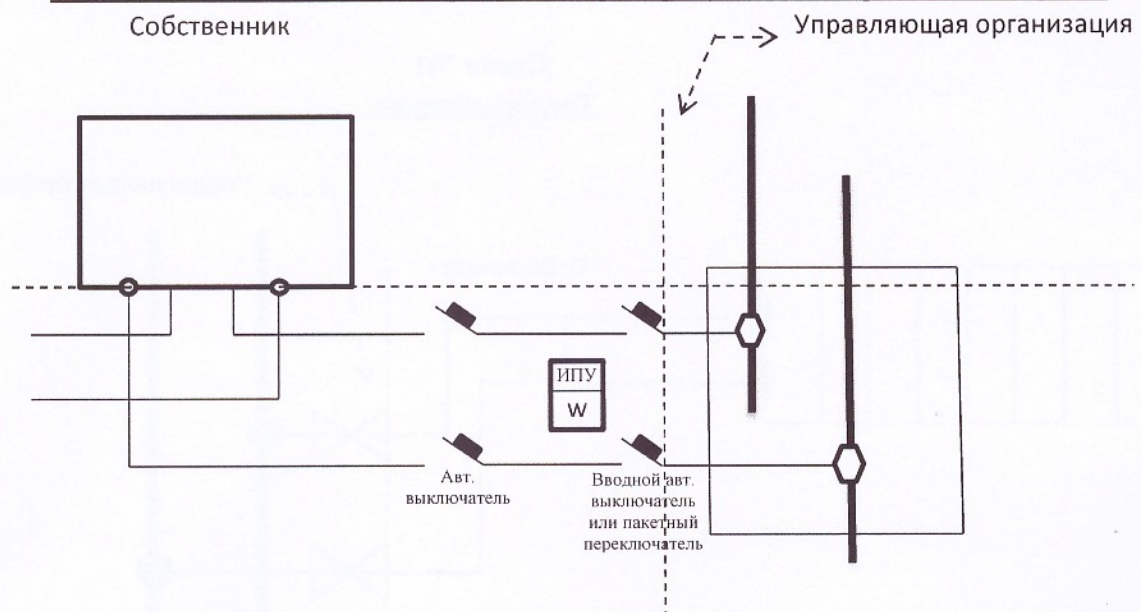 Собственник
Управляющая организация
ИПУ
W
Авт.
выключатель
Вводной авт.
выключатель
или пакетный
переключатель